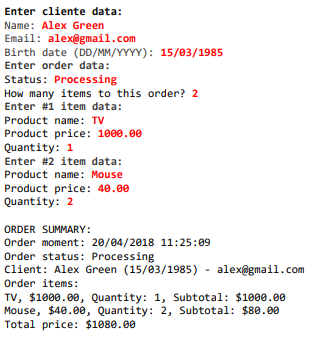 Enter cliente data:
Name: Alex Green
Email: alex@gmail.com
Birth date (DD/MM/YYYY): 15/03/1985
Enter order data:
Status: Processing
How many items to this order? 2
Enter #1 item data:
Product name: TV
Product price: 1000.00
Quantity: 1
Enter #2 item data:
Product name: Mouse
Product price: 40.00
Quantity: 2
ORDER SUMMARY:
Order moment: 20/04/2018 11:25:09
Order status: Processing
Client: Alex Green (15/03/1985) - alex@gmail.com
Order items:
TV, $1000.00, Quantity: 1, Subtotal: $1000.00
Mouse, $40.00, Quantity: 2, Subtotal: $80.00
Total price: $1080.00